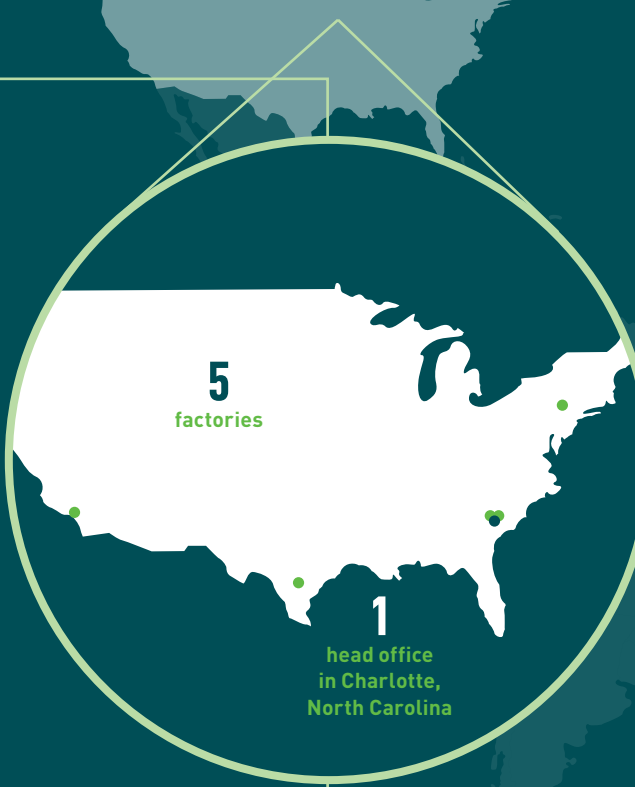 5
factories
1
head office
in Charlotte,
North Carolina